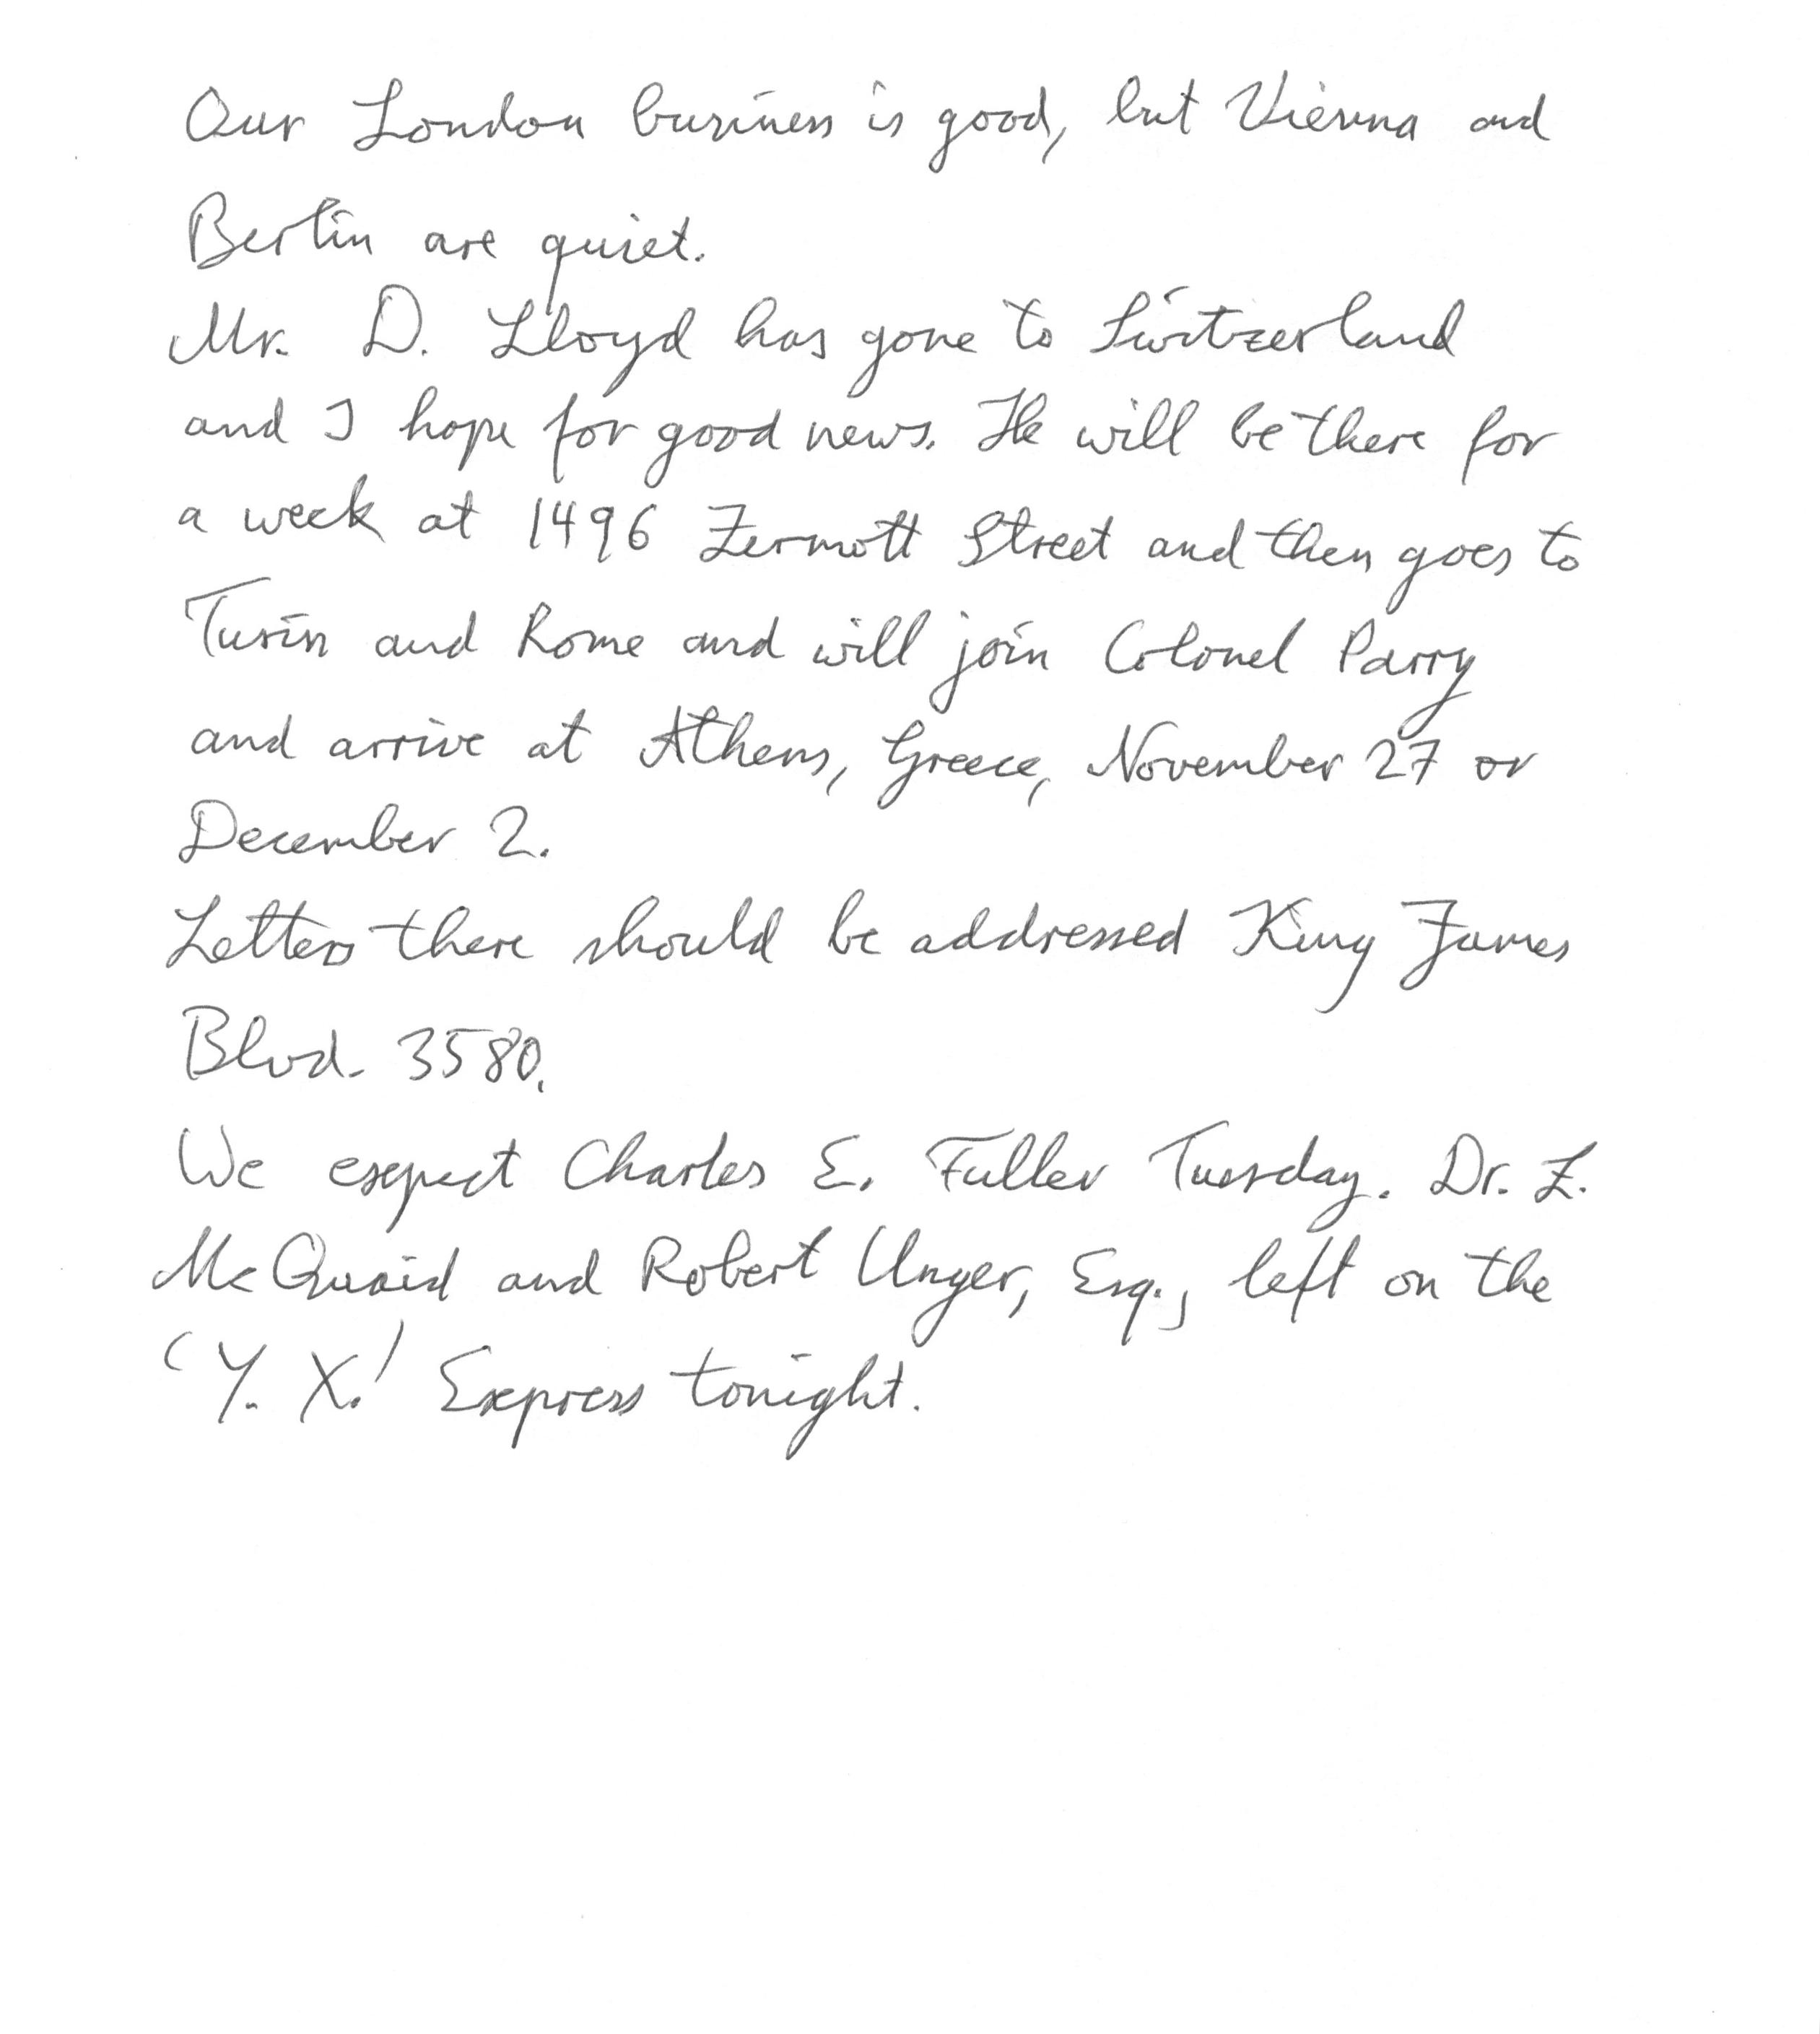 Our London business is good, but Vienna and
Berlin are quiet.
Mr. D. Lloyd has gone to Switzerland
and I hope for good news. He will be there for
a week at 1496 Zermott Street and then goes to
Turin and Rome and will join Colonel Parry
and arrive at Athens, Greece, November 27 or
December 2.
Letters there should be addressed King James
Blvd. 3580.
We expect Charles E. Fuller Tuesday. Dr. L.
McQuaid and Robert Unger, Esq., left on the
'Y. X.' Express tonight.